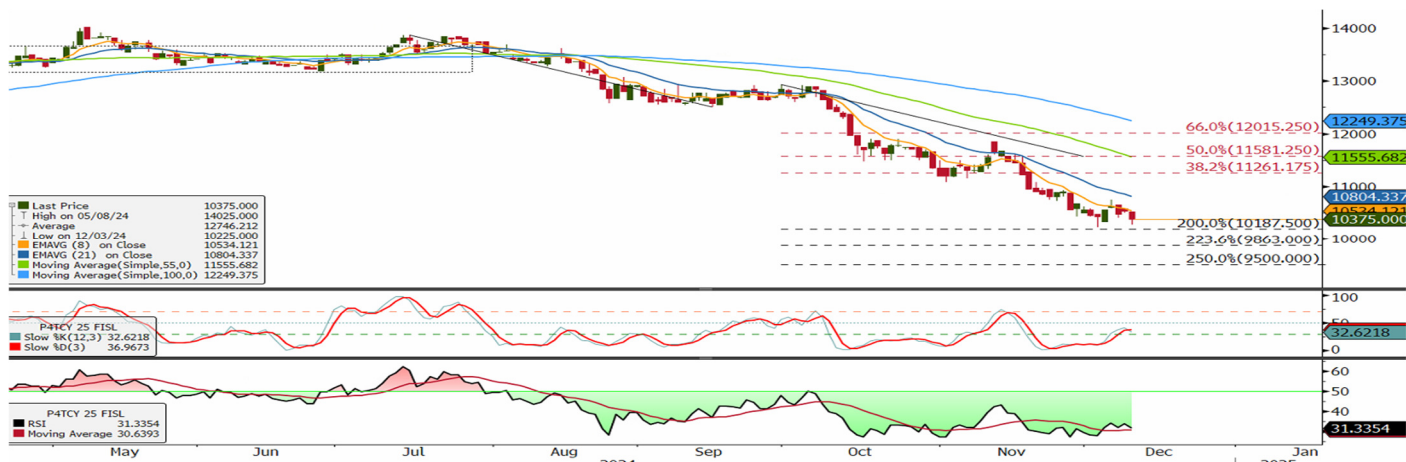 14000
13000
12249.375
66.0%(12015.250)
12000
50.0%(11581.250)
11555.682
38.2%(11261.175)
11000
10804.337
10534.121
10375.000
200.0%(10187.500)
10000
223.6%(9863.000)
250.0%(9500.000)
Last Price 10375.000
High on 05/08/24 14025.000
Average 12746.212
Low on 12/03/24 10225.000
EMAVG (8) on Close 10534.121
EMAVG (21) on Close 10804.337
Moving Average(Simple,55,0) 11555.682
Moving Average(Simple,100,0) 12249.375
100
50
32.6218
0
P4TCY 25 FISL
Slow %K(12,3) 32.6218
Slow %D(3) 36.9673
60
50
40
31.3354
P4TCY 25 FISL
RSI 31.3354
Moving Average 30.6393
May Jun Jul Aug Sep Oct Nov Dec Jan
2024 2025